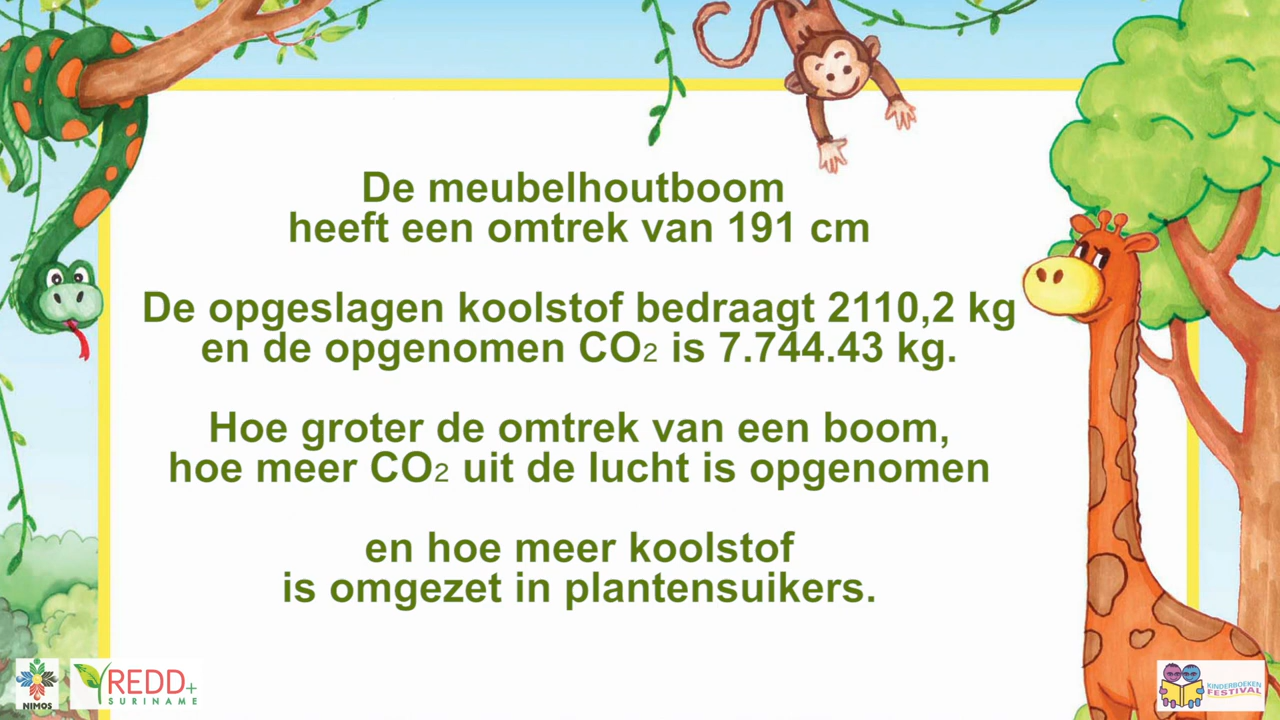 De meubelhoutboom
heeft een omtrek van 191 cm
De opgeslagen koolstof bedraagt 2110,2 kg
en de opgenomen CO₂ is 7.744.43 kg.
Hoe groter de omtrek van een boom,
hoe meer CO₂ uit de lucht is opgenomen
en hoe meer koolstof
is omgezet in plantensuikers.
NIMOS
REDD+
SURINAME
KINDERBOEKEN
FESTIVAL